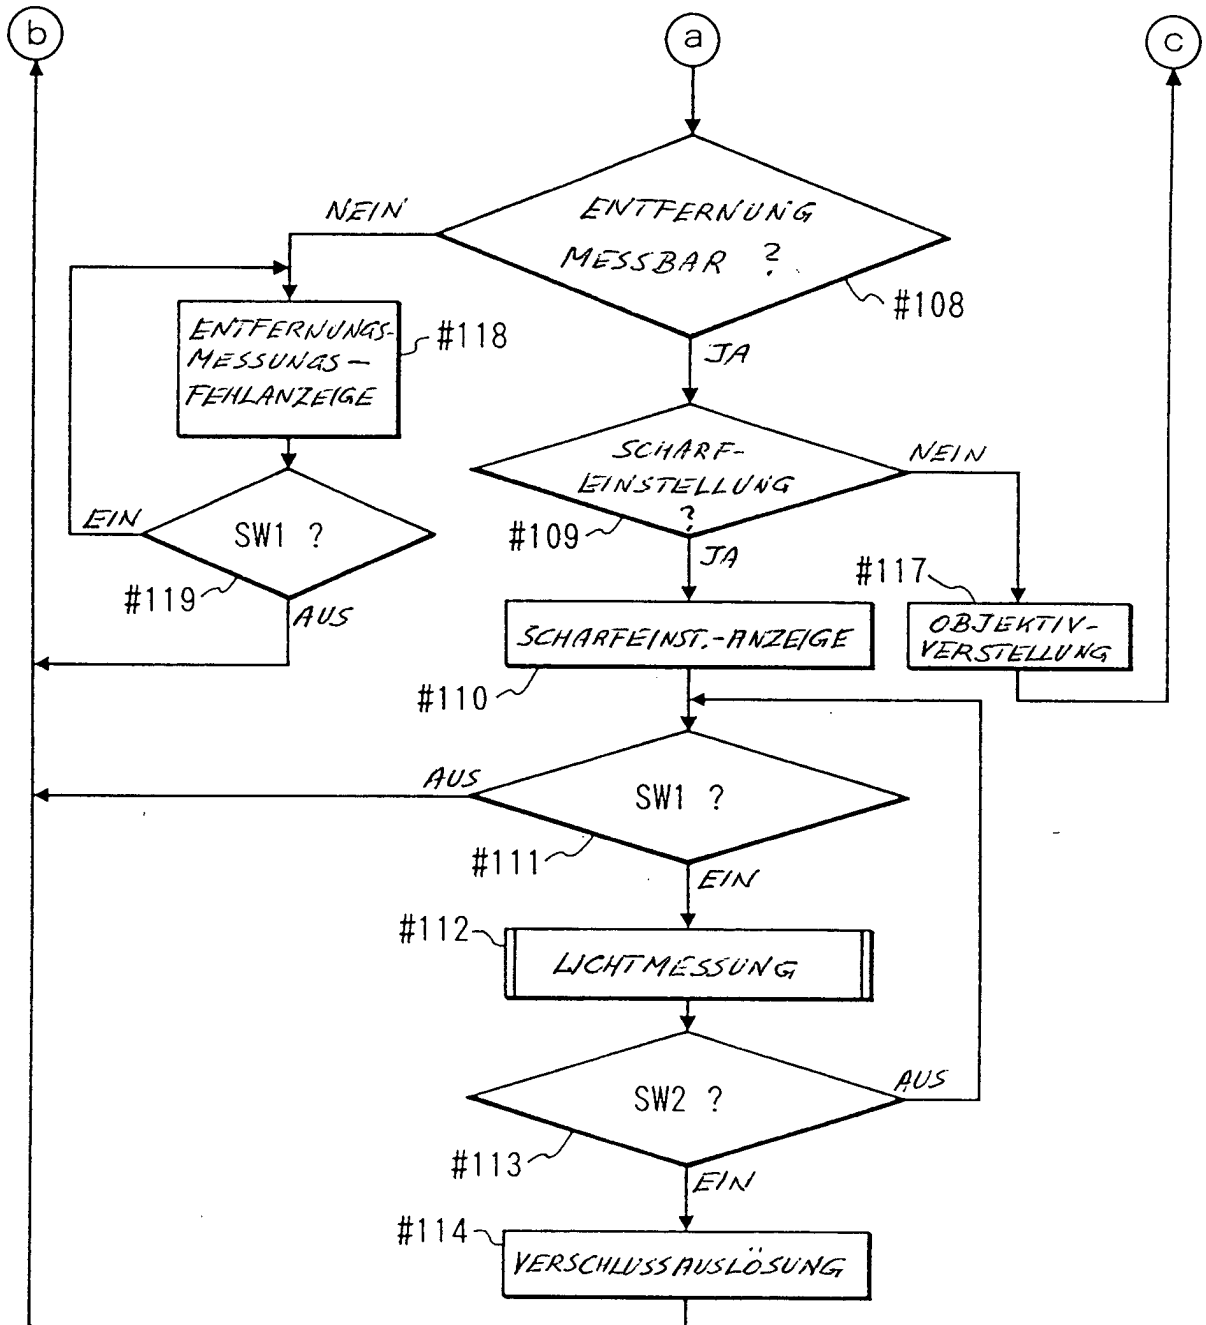 b
a
c
NEIN
ENTFERNUNG
MESSBAR ?
#108
ENTFERNUNGS-
MESSUNGS-
FEHLANZEIGE
#118
JA
SCHARF-
EINSTELLUNG
?
NEIN
#109
EIN
SW1 ?
#119
AUS
JA
#117
SCHARFEINST.-ANZEIGE
OBJEKTIV-
VERSTELLUNG
#110
AUS
SW1 ?
#111
EIN
#112
LICHTMESSUNG
SW2 ?
AUS
#113
EIN
#114
VERSCHLUSSAUSLÖSUNG